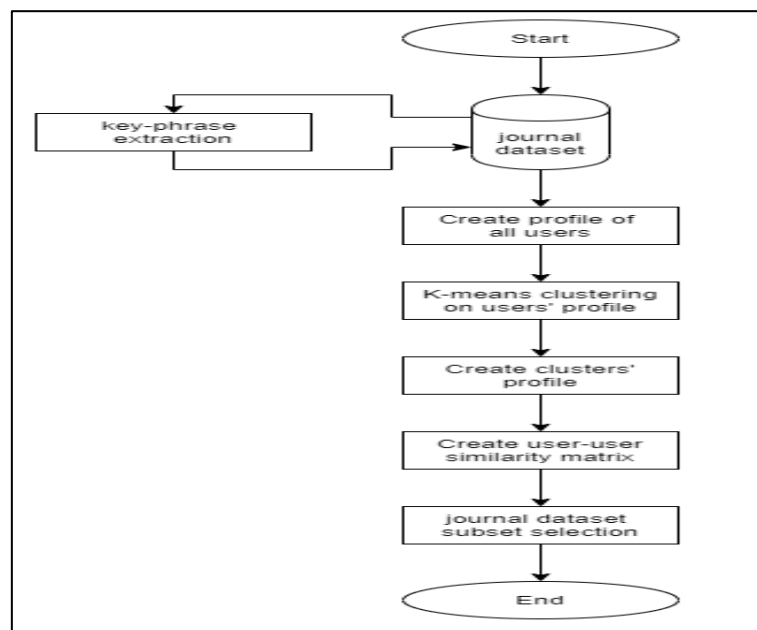 Start
key-phrase
extraction
journal
dataset
Create profile of
all users
K-means clustering
on users' profile
Create clusters'
profile
Create user-user
similarity matrix
journal dataset
subset selection
End